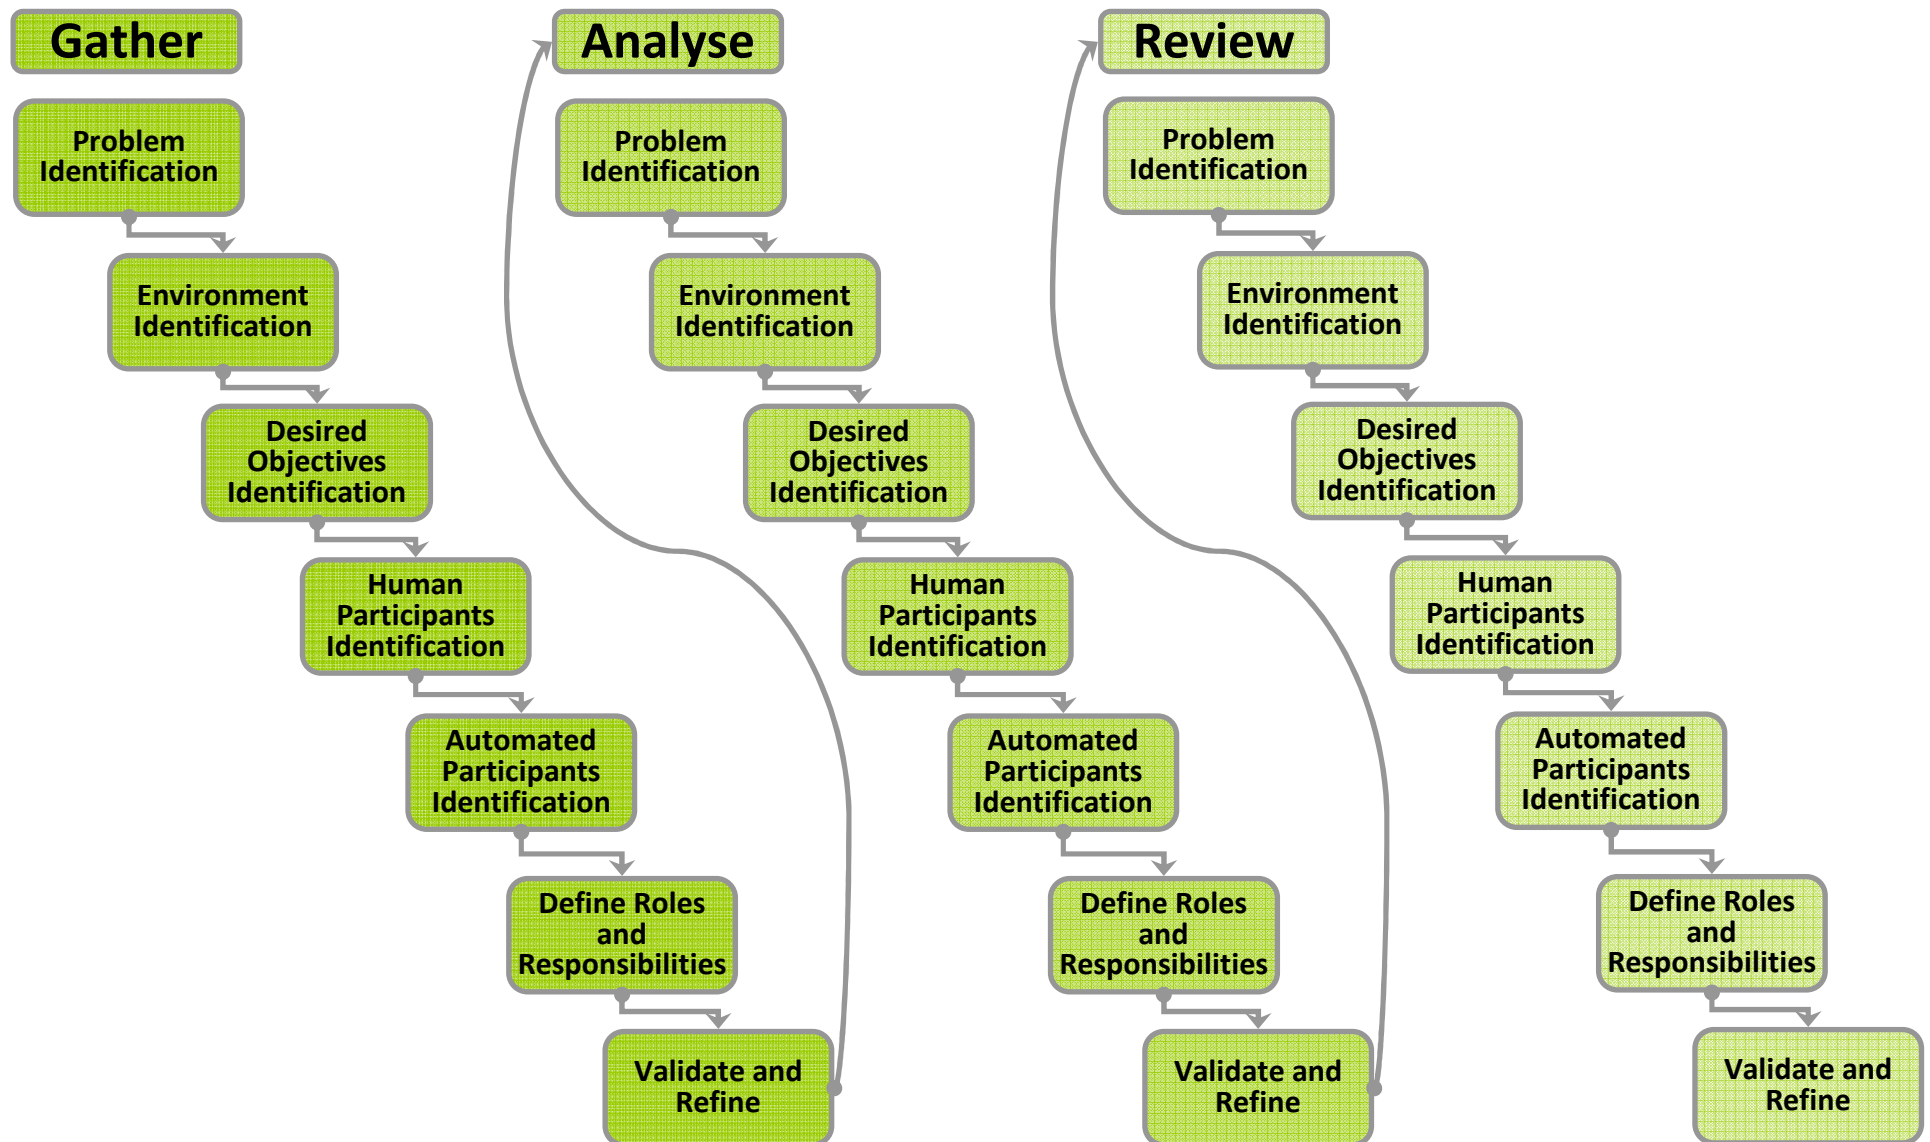 Gather
Problem
Identification
Environment
Identification
Desired
Objectives
Identification
Human
Participants
Identification
Automated
Participants
Identification
Define Roles
and
Responsibilities
Validate and
Refine
Analyse
Problem
Identification
Environment
Identification
Desired
Objectives
Identification
Human
Participants
Identification
Automated
Participants
Identification
Define Roles
and
Responsibilities
Validate and
Refine
Review
Problem
Identification
Environment
Identification
Desired
Objectives
Identification
Human
Participants
Identification
Automated
Participants
Identification
Define Roles
and
Responsibilities
Validate and
Refine